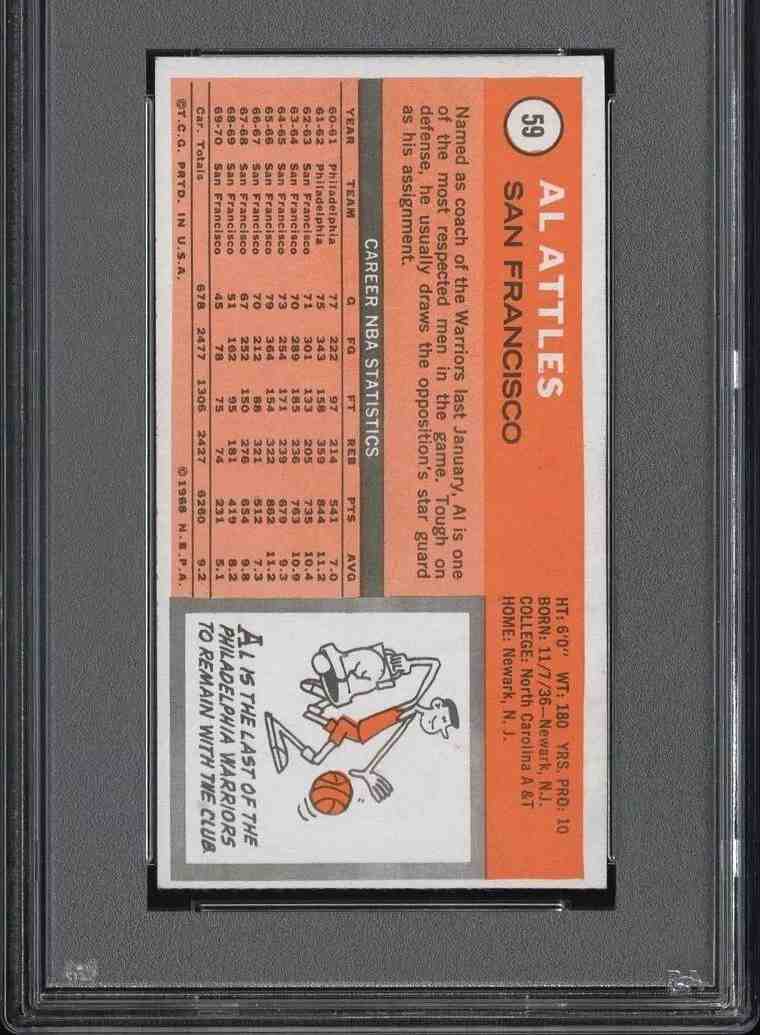 59
AL ATTLES
SAN FRANCISCO
HT: 6'0" WT: 180 YRS. PRO: 10
BORN: 11/7/36—Newark, N.J.
COLLEGE: North Carolina A & T
HOME: Newark, N. J.
Named as coach of the Warriors last January, Al is one
of the most respected men in the game. Tough on
defense, he usually draws the opposition's star guard
as his assignment.
CAREER NBA STATISTICS
YEAR TEAM G FG FT REB PTS AVG
60-61 Philadelphia 77 222 97 214 541 7.0
61-62 Philadelphia 75 343 158 359 844 11.2
62-63 San Francisco 71 301 133 205 735 10.4
63-64 San Francisco 70 289 185 236 763 10.9
64-65 San Francisco 73 254 171 239 679 9.3
65-66 San Francisco 79 364 154 322 882 11.2
66-67 San Francisco 70 212 88 321 512 7.3
67-68 San Francisco 67 252 150 276 654 9.8
68-69 San Francisco 51 162 95 181 419 8.2
69-70 San Francisco 45 78 75 74 231 5.1
Car. Totals 678 2477 1306 2427 6260 9.2
©T.C.G. PRTD. IN U.S.A. © 1968 N.B.P.A.
AL IS THE LAST OF THE
PHILADELPHIA WARRIORS
TO REMAIN WITH THE CLUB.